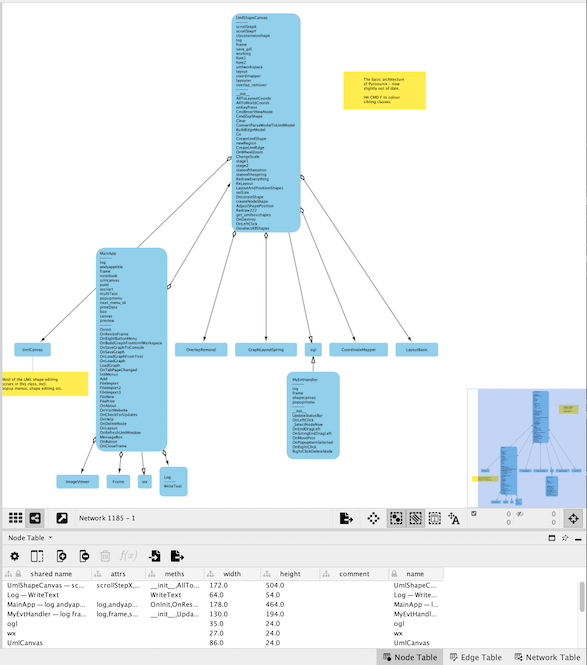 UmlShapeCanvas
scrollStepX
scrollStepY
log
frame
save_gdi
working
font1
font2
umlworkspace
layout
coordmapper
layouter
overlap_remover
__init__
AllToLayoutCoords
AllToWorldCoords
onKeyPress
CmdInsertNewNode
CmdZapShape
Clear
ConvertParseModelToUmlModel
BuildEdgeModel
Go
CreateUmlShape
newRegion
CreateUmlEdge
OnWheelZoom
ChangeScale
stage1
stage2
stateofthenation
stateofthespring
RedrawEverything
ReLayout
LayoutAndPositionShapes
setSize
DecorateShape
createNodeShape
AdjustShapePosition
Redraw222
get_umlboxshapes
OnDestroy
OnLeftClick
DeselectAllShapes
The basic architecture
of Pynsource - now
slightly out of date.
Hit CMD F to colour
sibling classes.
MainApp
log
andyapptitle
frame
notebook
umlcanvas
yuml
asciiart
multiText
popupmenu
next_menu_id
printData
box
canvas
preview
OnInit
OnResizeFrame
OnRightButtonMenu
OnBuildGraphFromUmlWorkspace
OnSaveGraphToConsole
OnSaveGraph
OnLoadGraphFromText
OnLoadGraph
LoadGraph
OnTabPageChanged
InitMenus
Add
FileImport
FileImport2
FileImport3
FileNew
FilePrint
OnAbout
OnVisitWebsite
OnCheckForUpdates
OnHelp
OnDeleteNode
OnLayout
OnRefreshUmlWindow
MessageBox
OnButton
OnCloseFrame
UmlCanvas
OverlapRemoval
GraphLayoutSpring
ogl
CoordinateMapper
LayoutBasic
Most of the UML shape editing
occurs in this class, incl
popup menus, shape editing etc.
MyEvtHandler
log
frame
shapecanvas
popupmenu
__init__
UpdateStatusBar
OnLeftClick
_SelectNodeNow
OnEndDragLeft
OnSizingEndDragLeft
OnMovePost
OnPopupItemSelected
OnRightClick
RightClickDeleteNode
ImageViewer
Frame
wx
Log
WriteText
Network 1185 - 1
0
0
0
0
Node Table
f(x)
shared name attrs meths width height comment name
UmlShapeCanvas — sc... scrollStepX,... __init__,AllTo... 172.0 504.0 UmlShapeC...
Log — WriteText WriteText 64.0 54.0 Log — Writ...
MainApp — log andyap... log,andyap... OnInit,OnRes... 178.0 464.0 MainApp — l...
MyEvtHandler — log fra... log,frame,s... __init__,Upda... 130.0 194.0 MyEvtHandl...
ogl 35.0 24.0 ogl
wx 27.0 24.0 wx
UmlCanvas 86.0 24.0 UmlCanvas
Node Table Edge Table Network Table